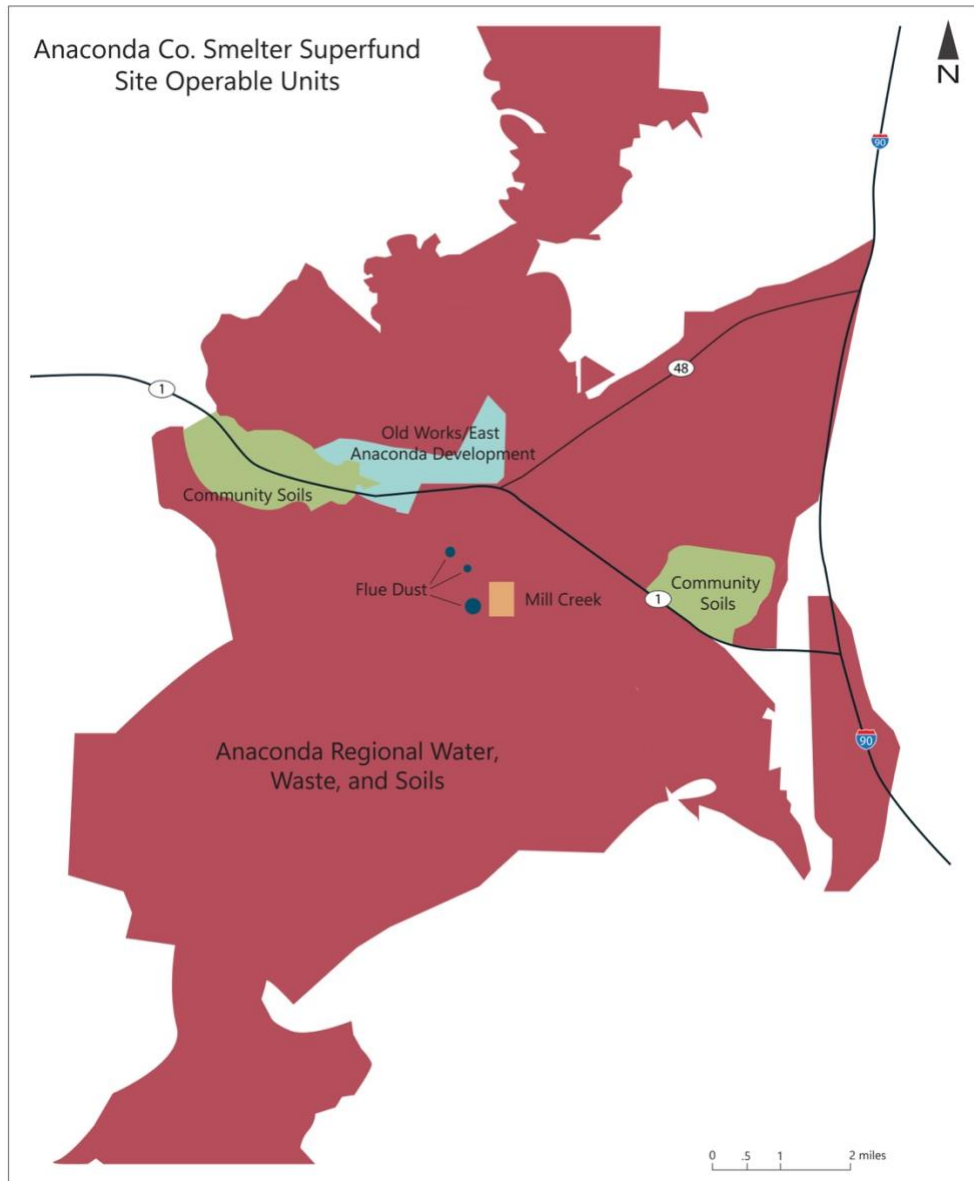 Anaconda Co. Smelter Superfund
Site Operable Units
N
90
48
1
Old Works/East
Anaconda Development
Community Soils
Flue Dust
Mill Creek
Community
Soils
1
90
Anaconda Regional Water,
Waste, and Soils
0 .5 1 2 miles